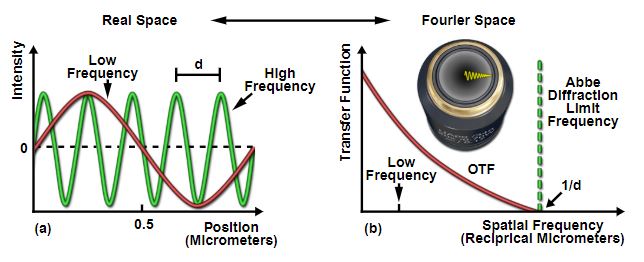 Real Space
Fourier Space
Intensity
Low
Frequency
d
High
Frequency
0
(a)
0.5
Position
(Micrometers)
Transfer Function
Abbe
Diffraction
Limit
Frequency
Low
Frequency
OTF
1/d
(b)
Spatial Frequency
(Reciprical Micrometers)